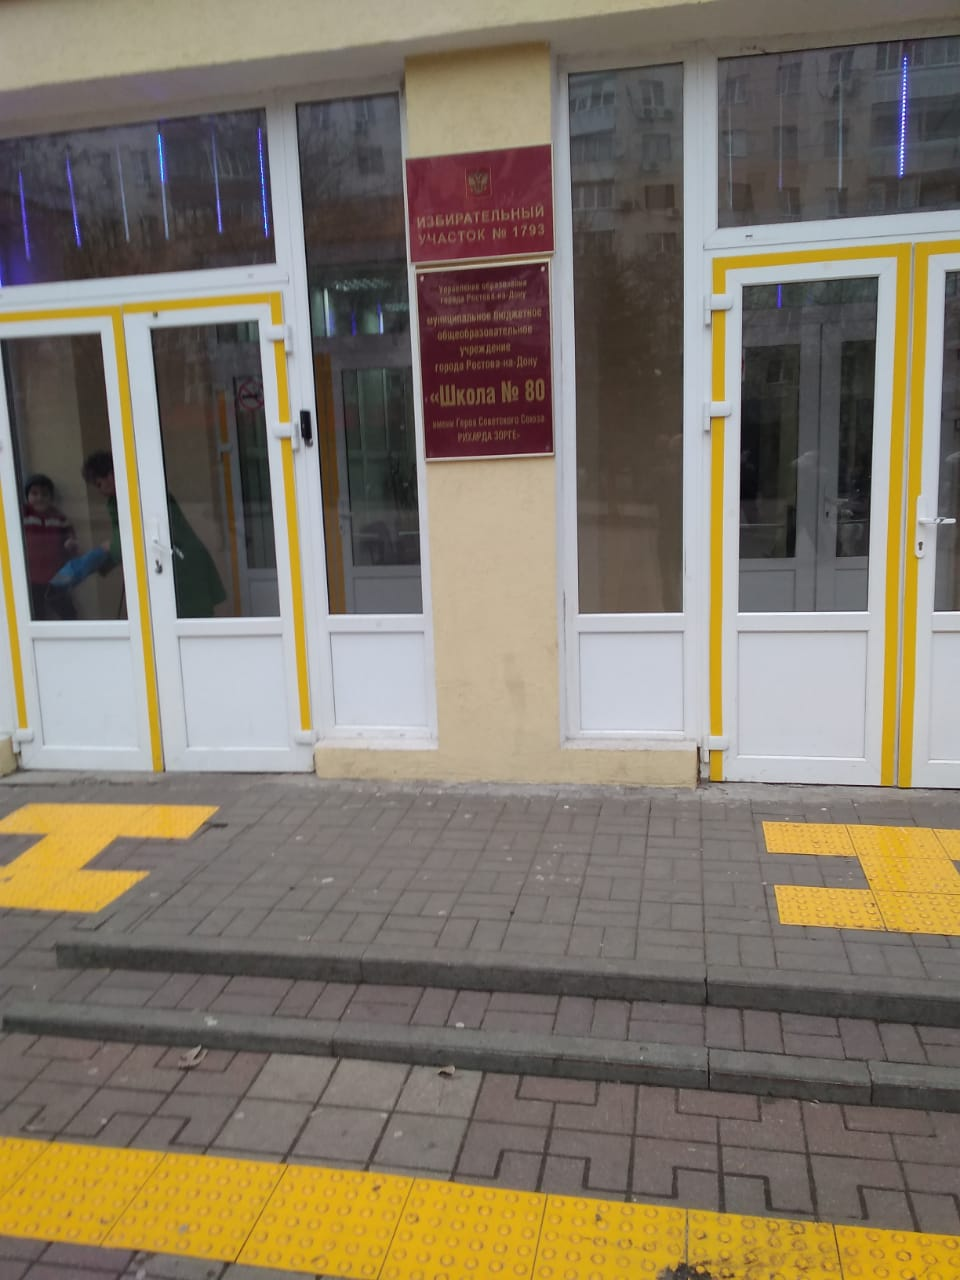 ИЗБИРАТЕЛЬНЫЙ
УЧАСТОК № 1793
Управление образования
города Ростова-на-Дону
муниципальное бюджетное
общеобразовательное
учреждение
города Ростова-на-Дону
«Школа № 80
имени Героя Советского Союза
РИХАРДА ЗОРГЕ»